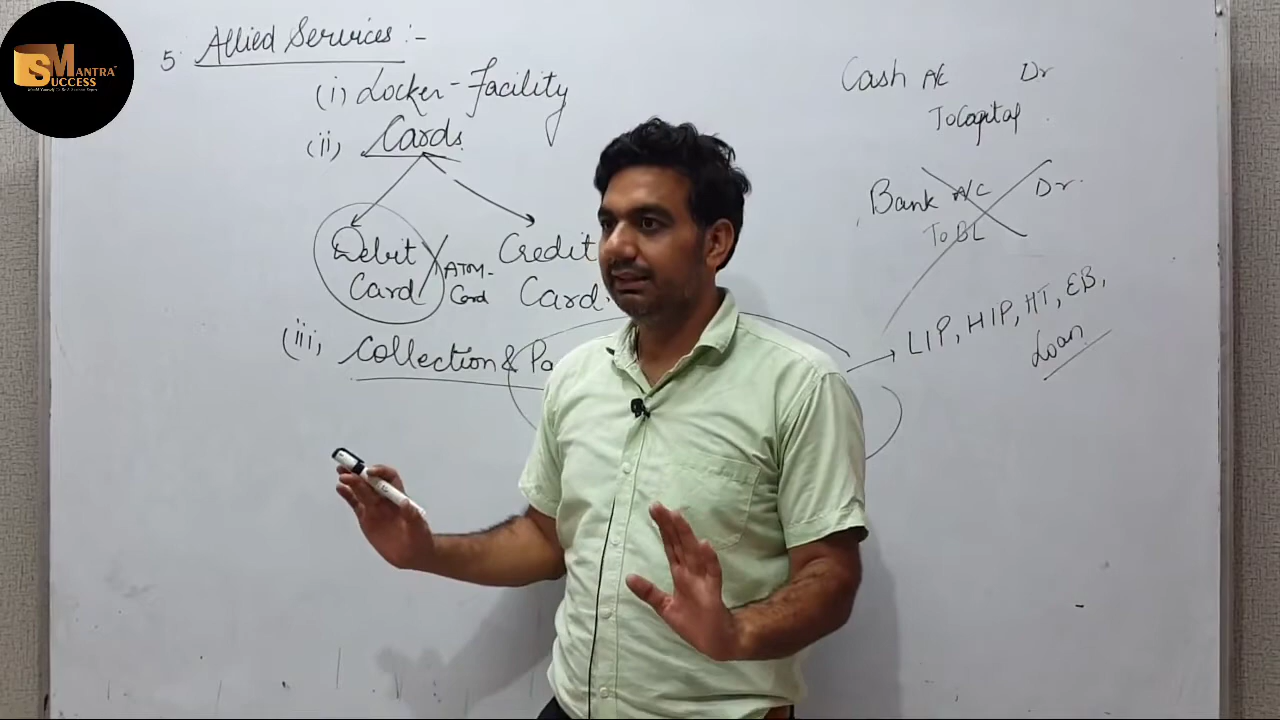 SMANTRA
SUCCESS
5. Allied Services :-
(i) Locker-Facility
(ii) Cards
Debit Card / ATM-Card
Credit Card
(iii) Collection & Pa
Cash A/C Dr
To Capital
Bank A/C Dr.
To BL
LIP, HIP, HT, EB,
Loan